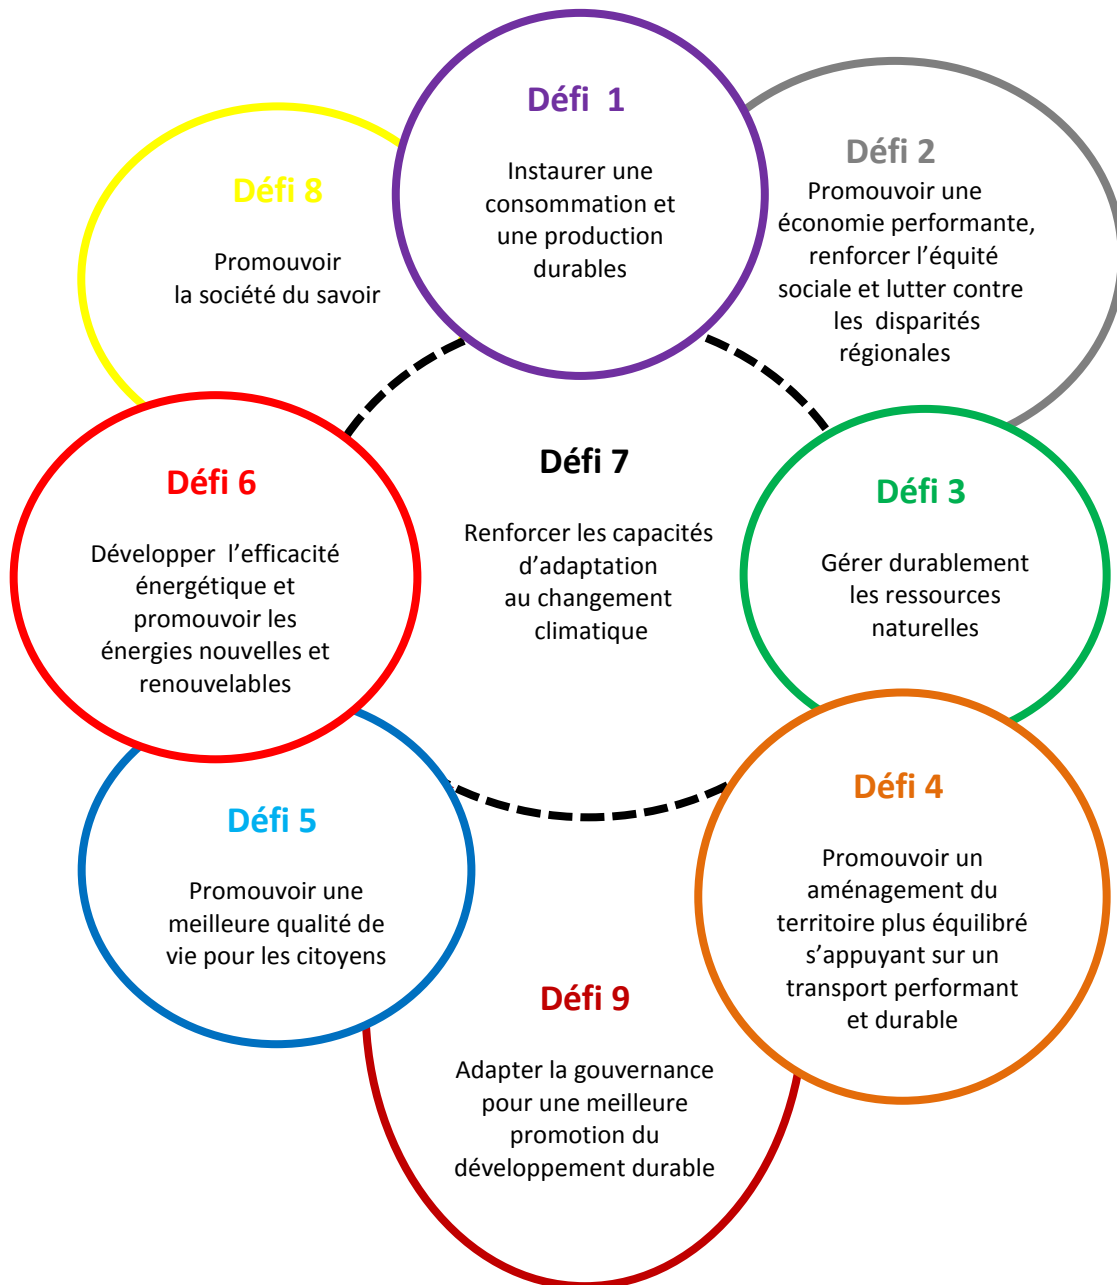 Défi 1
Instaurer une
consommation et
une production
durables
Défi 2
Promouvoir une
économie performante,
renforcer l’équité
sociale et lutter contre
les disparités
régionales
Défi 8
Promouvoir
la société du savoir
Défi 7
Renforcer les capacités
d’adaptation
au changement
climatique
Défi 6
Développer l’efficacité
énergétique et
promouvoir les
énergies nouvelles et
renouvelables
Défi 3
Gérer durablement
les ressources
naturelles
Défi 4
Promouvoir un
aménagement du
territoire plus équilibré
s’appuyant sur un
transport performant
et durable
Défi 5
Promouvoir une
meilleure qualité de
vie pour les citoyens
Défi 9
Adapter la gouvernance
pour une meilleure
promotion du
développement durable